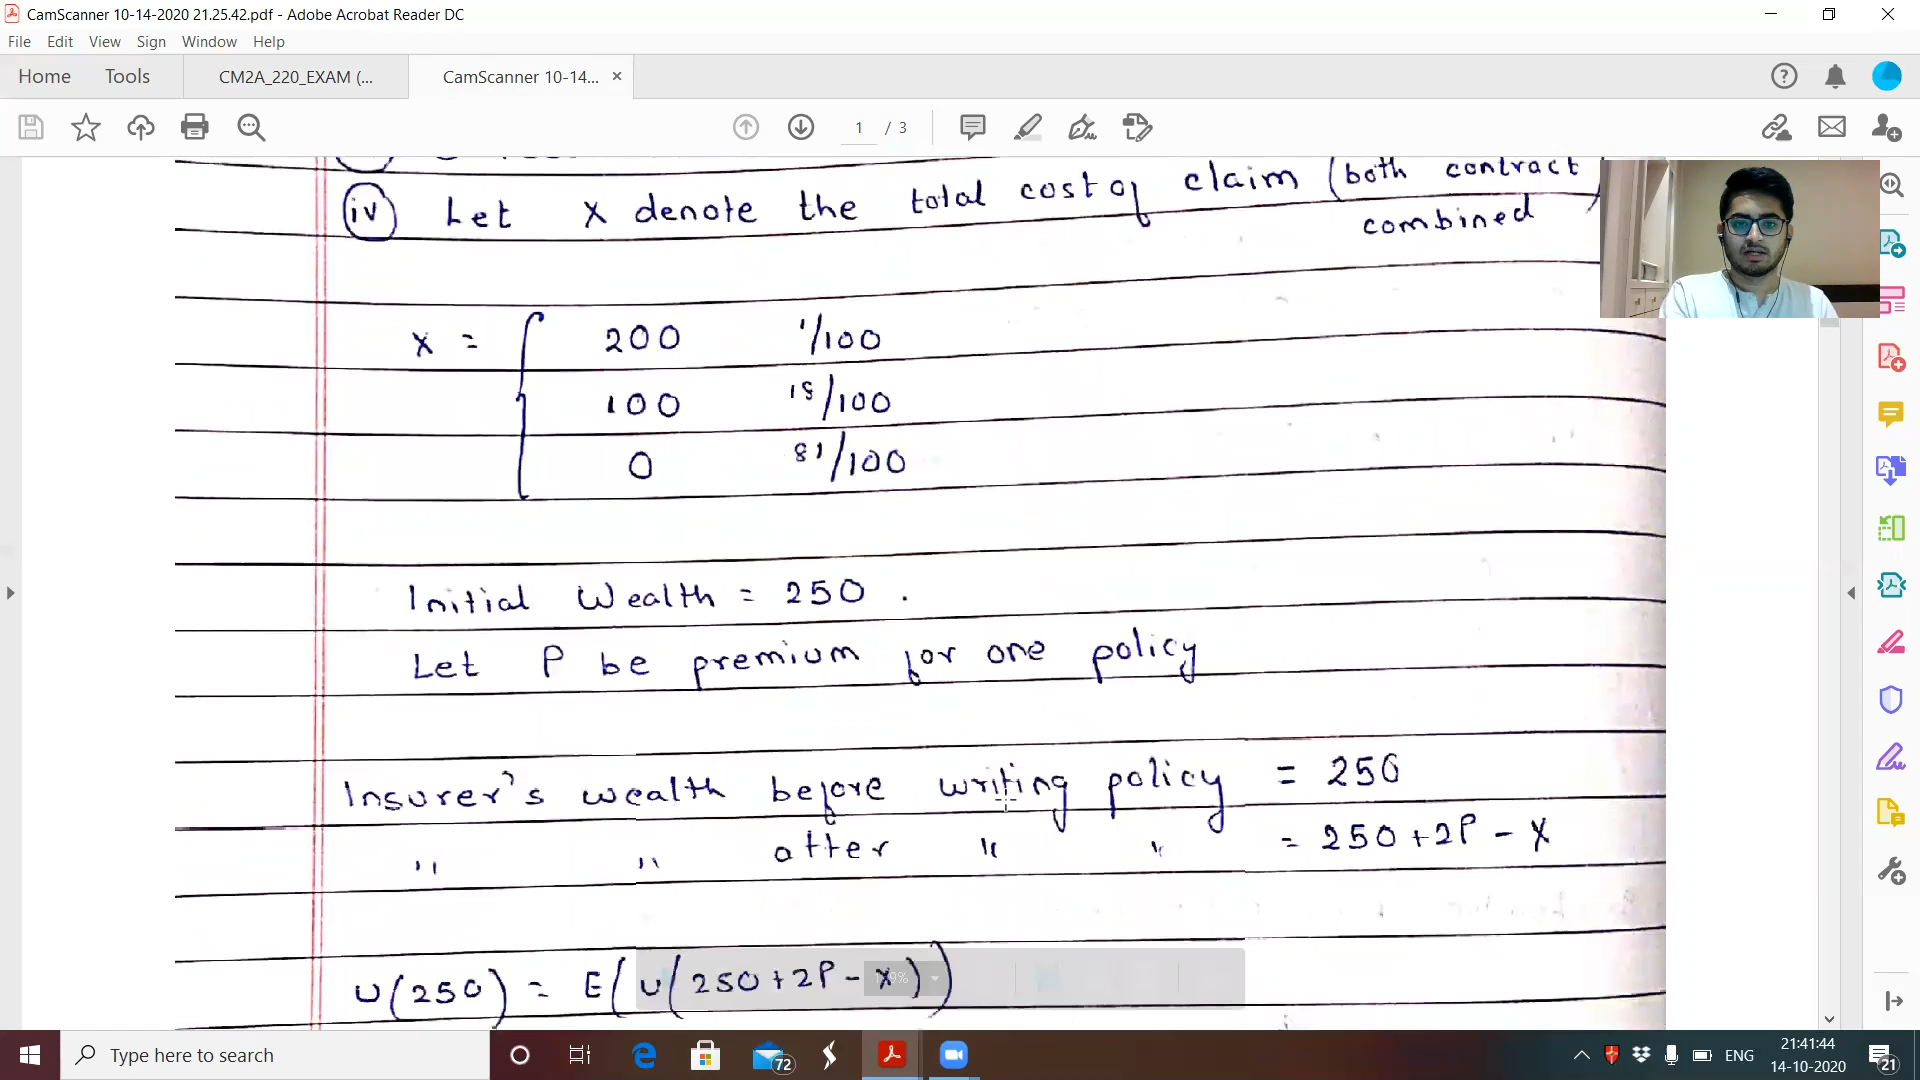 CamScanner 10-14-2020 21.25.42.pdf - Adobe Acrobat Reader DC
File Edit View Sign Window Help
Home Tools CM2A_220_EXAM (... CamScanner 10-14... ×
1 / 3
(iv) Let X denote the total cost of claim (both contract
combined)
X = { 200 1/100
100 18/100
0 81/100
Initial Wealth = 250 .
Let P be premium for one policy
Insurer's wealth before writing policy = 250
" " after " " = 250 + 2P - X
U(250) = E(U(250 + 2P - X))
Type here to search
72
ENG
21:41:44
14-10-2020
21